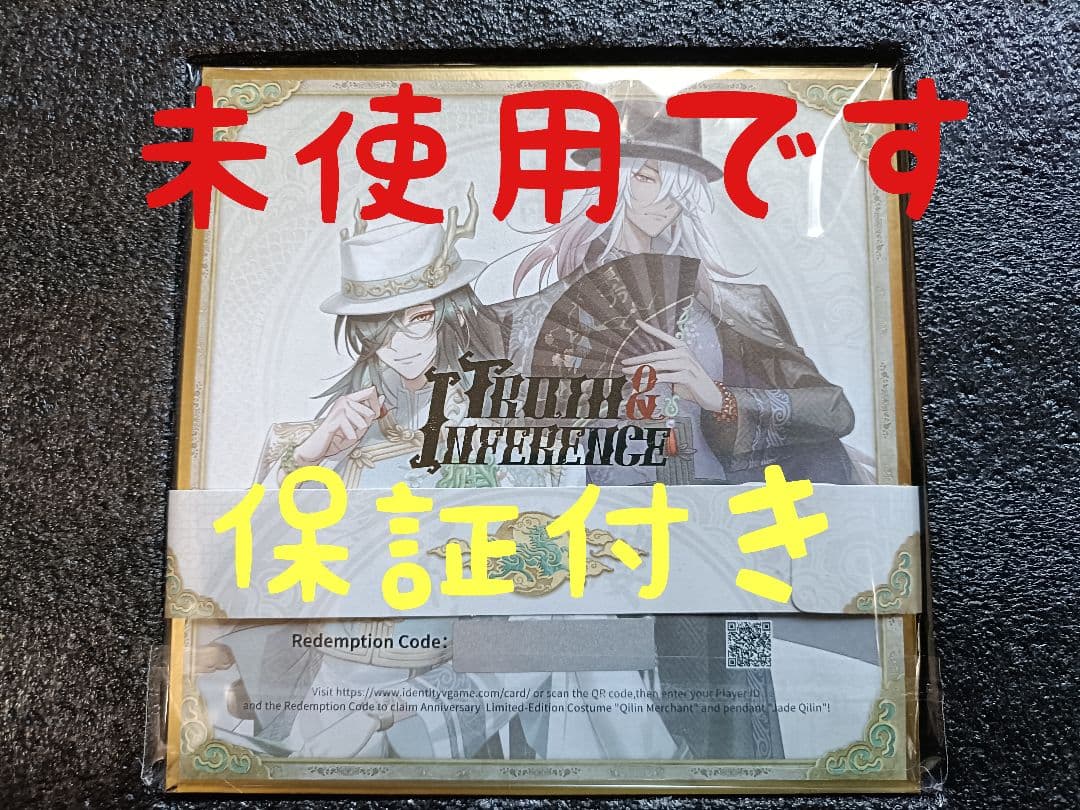 未使用です
TRUTH &
INFERENCE
保証付き
Redemption Code:
Visit https://www.identityvgame.com/card/ or scan the QR code,then enter your Player ID
and the Redemption Code to claim Anniversary Limited-Edition Costume "Qilin Merchant" and pendant "Jade Qilin"!